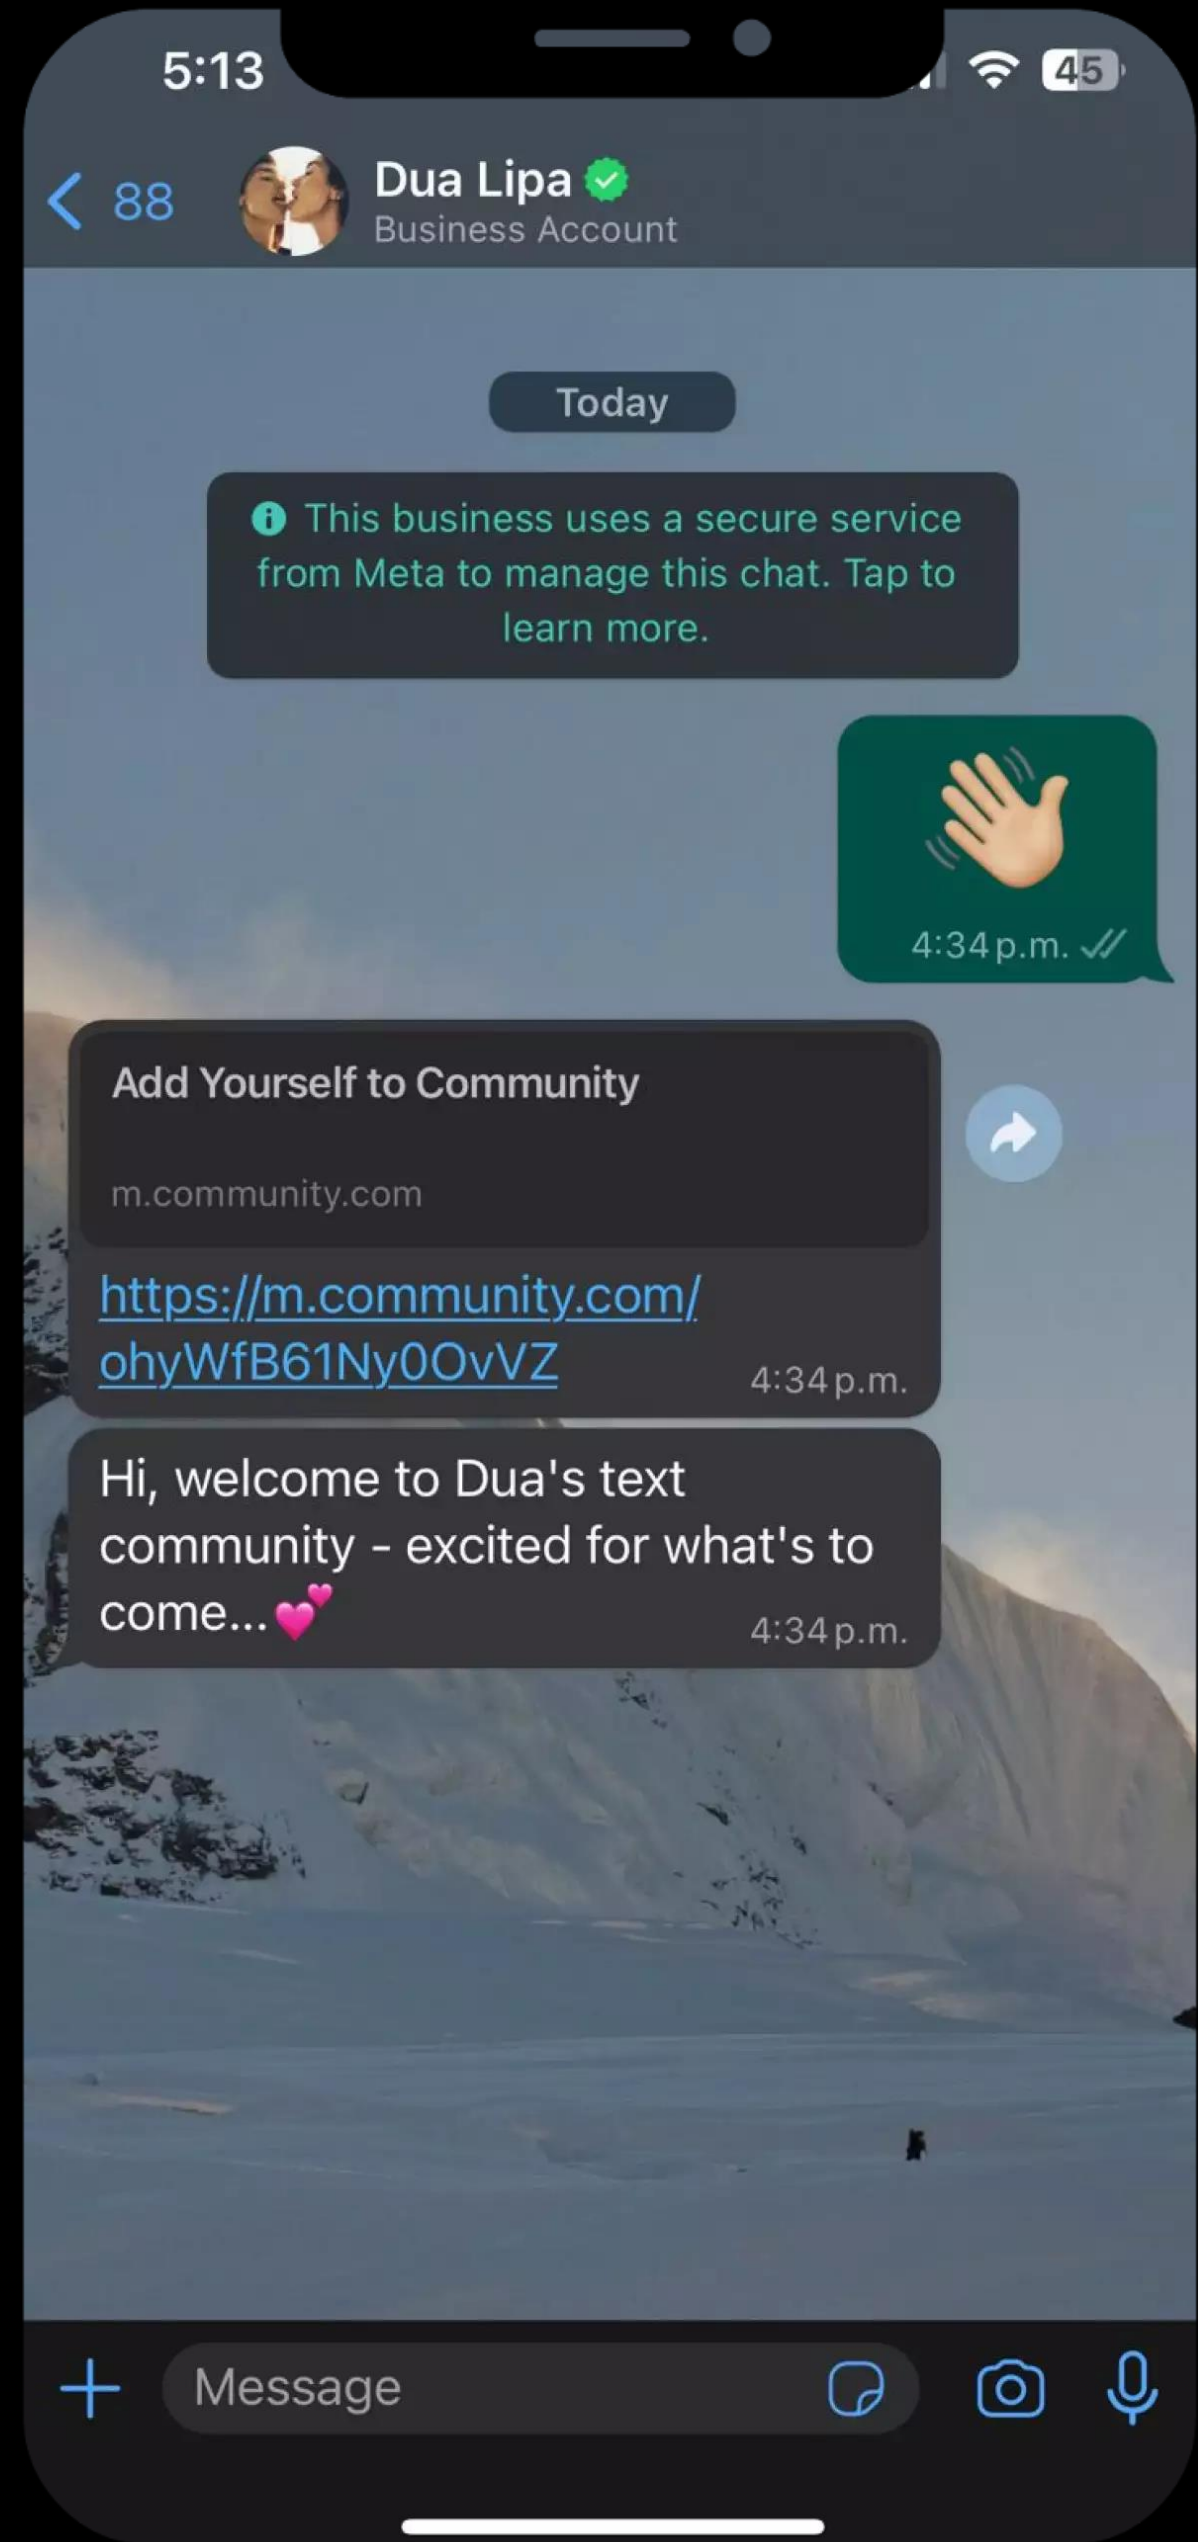 5:13
45
88
Dua Lipa
Business Account
Today
This business uses a secure service
from Meta to manage this chat. Tap to
learn more.
4:34 p.m.
Add Yourself to Community
m.community.com
https://m.community.com/
ohyWfB61Ny0OvVZ
4:34 p.m.
Hi, welcome to Dua's text
community - excited for what's to
come...💕
4:34 p.m.
Message